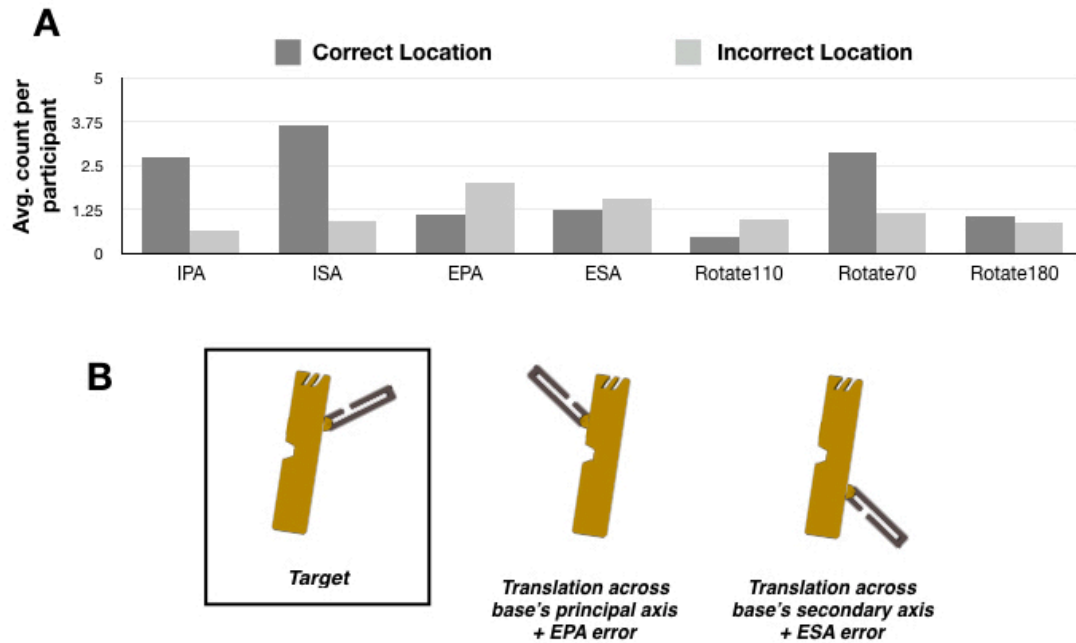 A
Correct Location
Incorrect Location
Avg. count per
participant
5
3.75
2.5
1.25
0
IPA
ISA
EPA
ESA
Rotate110
Rotate70
Rotate180
B
Target
Translation across
base's principal axis
+ EPA error
Translation across
base's secondary axis
+ ESA error